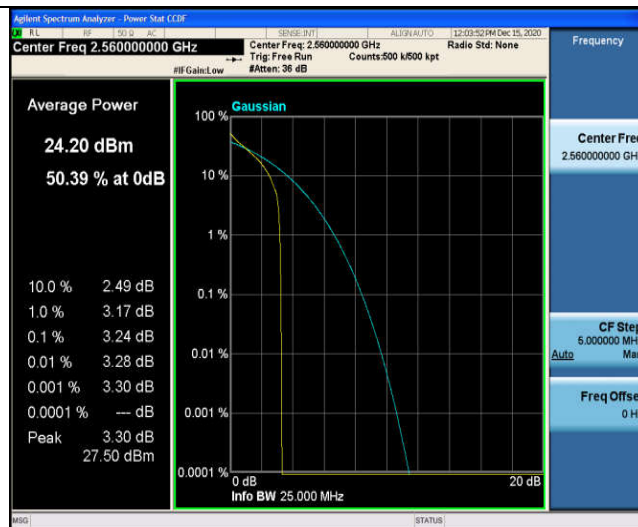 Agilent Spectrum Analyzer - Power Stat CCDF
RL RF 50 Ω AC SENSE:INT ALIGN AUTO 12:03:52 PM Dec 15, 2020
Center Freq 2.560000000 GHz
Center Freq: 2.560000000 GHz Radio Std: None
Trig: Free Run Counts:500 k/500 kpt
#IFGain:Low #Atten: 36 dB
Frequency
Average Power
24.20 dBm
50.39 % at 0dB
10.0 % 2.49 dB
1.0 % 3.17 dB
0.1 % 3.24 dB
0.01 % 3.28 dB
0.001 % 3.30 dB
0.0001 % --- dB
Peak 3.30 dB
27.50 dBm
Gaussian
100 %
10 %
1 %
0.1 %
0.01 %
0.001 %
0.0001 %
0 dB 20 dB
Info BW 25.000 MHz
Center Fre
2.560000000 GH
CF Step
5.000000 MH
Auto Ma
Freq Offse
0 H
MSG STATUS